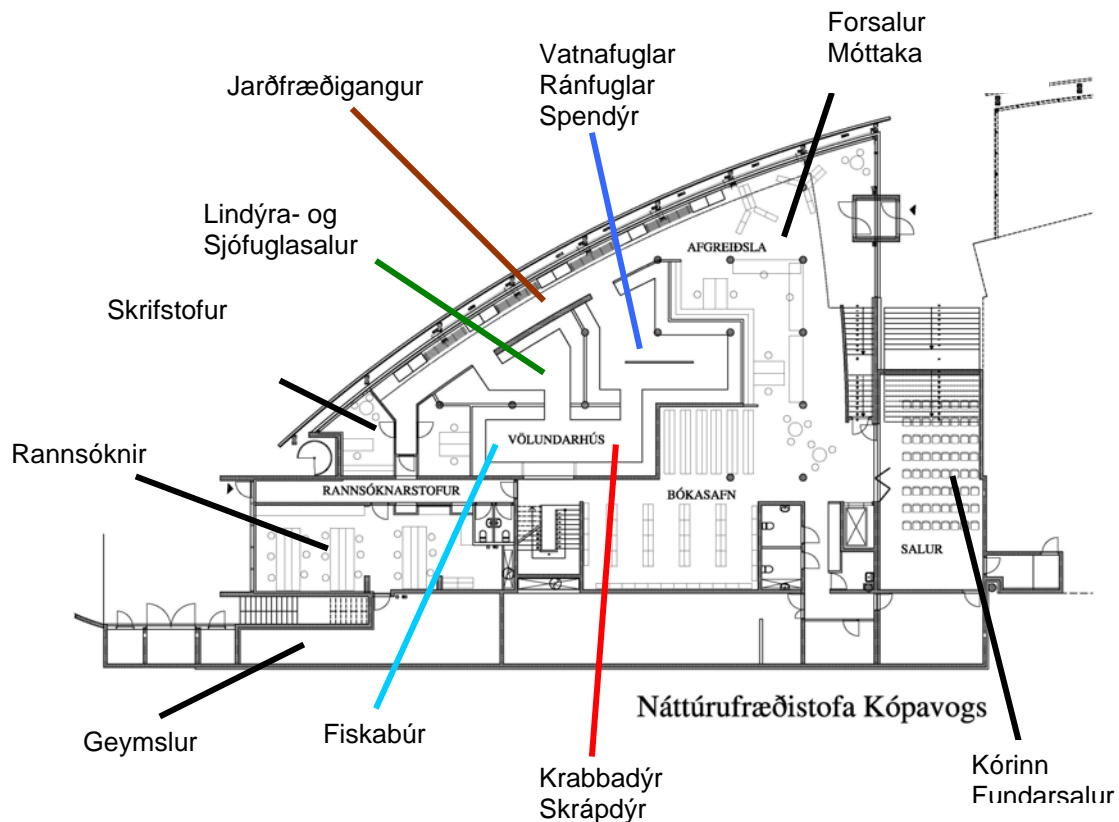 Forsalur
Móttaka
Vatnafuglar
Ránfuglar
Spendýr
Jarðfræðigangur
Lindýra- og
Sjófuglasalur
AFGREIÐSLA
Skrifstofur
Rannsóknir
VÖLUNDARHÚS
RANNSÓKNARSTOFUR
BÓKASAFN
SALUR
Náttúrufræðistofa Kópavogs
Geymslur
Fiskabúr
Krabbadýr
Skrápdýr
Kórinn
Fundarsalur